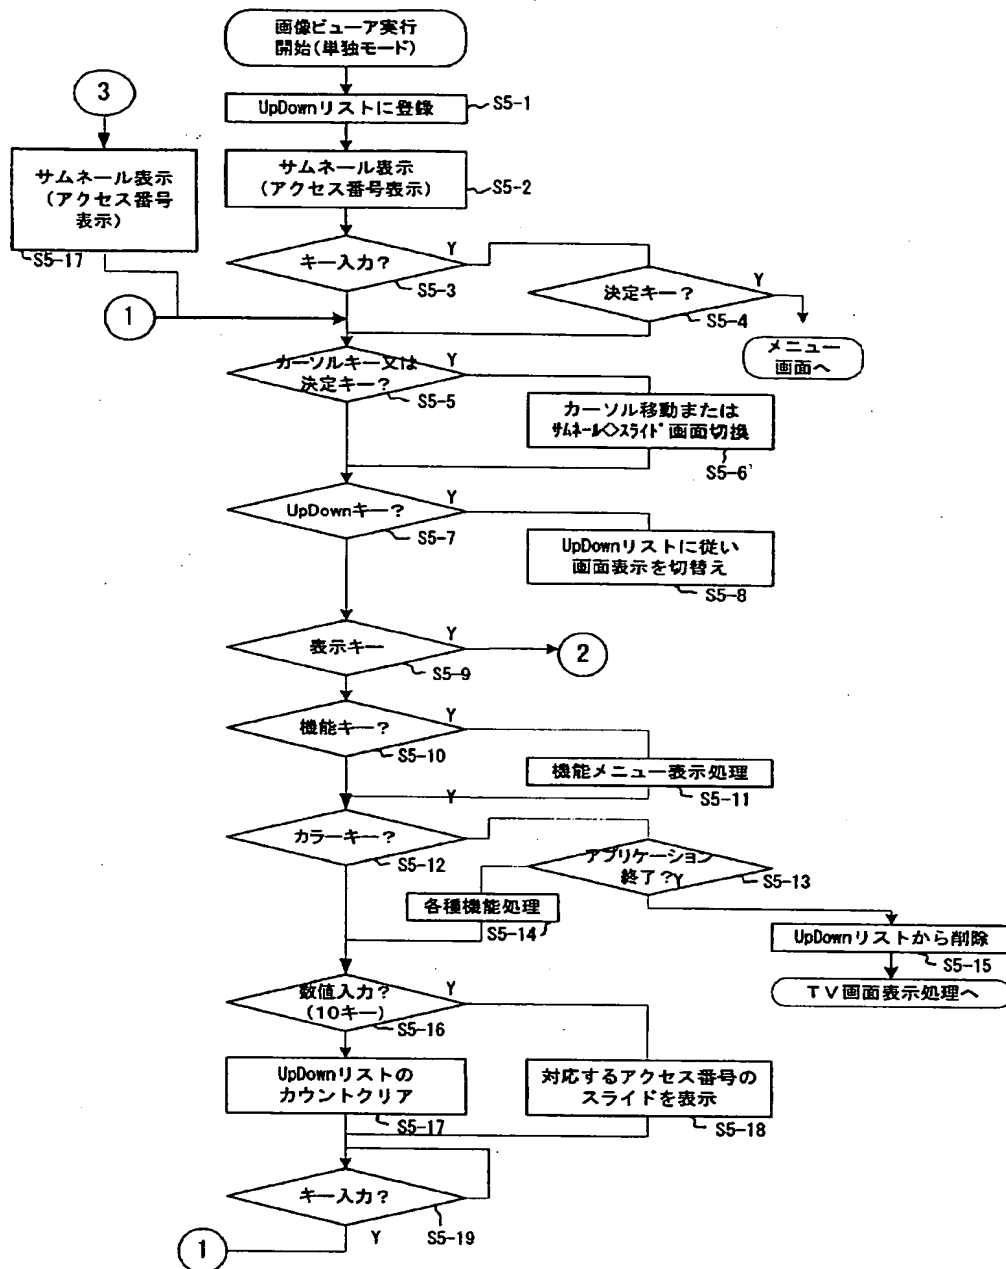 画像ビューア実行
開始(単独モード)
3
UpDownリストに登録
S5-1
サムネール表示
(アクセス番号
表示)
S5-17
サムネール表示
(アクセス番号表示)
S5-2
キー入力?
Y
S5-3
決定キー?
Y
S5-4
メニュー
画面へ
1
カーソルキー又は
決定キー?
Y
S5-5
カーソル移動または
サムネール<>スライド画面切換
S5-6
UpDownキー?
Y
S5-7
UpDownリストに従い
画面表示を切替え
S5-8
表示キー
Y
S5-9
2
機能キー?
Y
S5-10
機能メニュー表示処理
S5-11
カラーキー?
Y
S5-12
アプリケーション
終了?Y
S5-13
各種機能処理
S5-14
UpDownリストから削除
S5-15
TV画面表示処理へ
数値入力?
(10キー)
Y
S5-16
UpDownリストの
カウントクリア
S5-17
対応するアクセス番号の
スライドを表示
S5-18
キー入力?
Y
S5-19
1